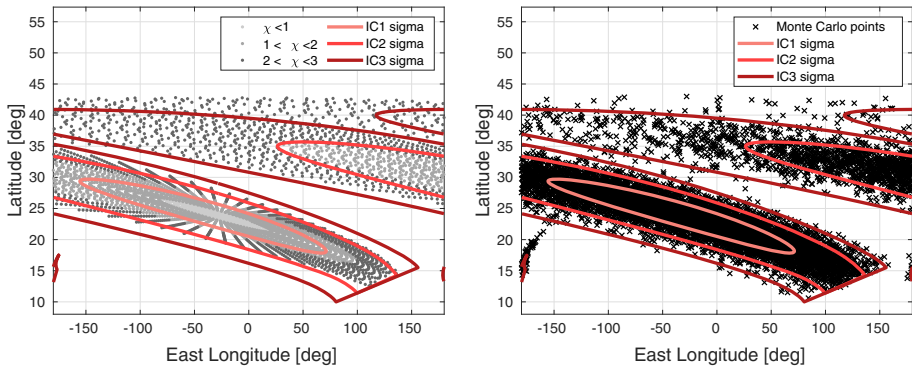 χ <1
1 < χ <2
2 < χ <3
IC1 sigma
IC2 sigma
IC3 sigma
55
50
45
40
35
30
25
20
15
10
Latitude [deg]
-150 -100 -50 0 50 100 150
East Longitude [deg]
Monte Carlo points
IC1 sigma
IC2 sigma
IC3 sigma
55
50
45
40
35
30
25
20
15
10
Latitude [deg]
-150 -100 -50 0 50 100 150
East Longitude [deg]